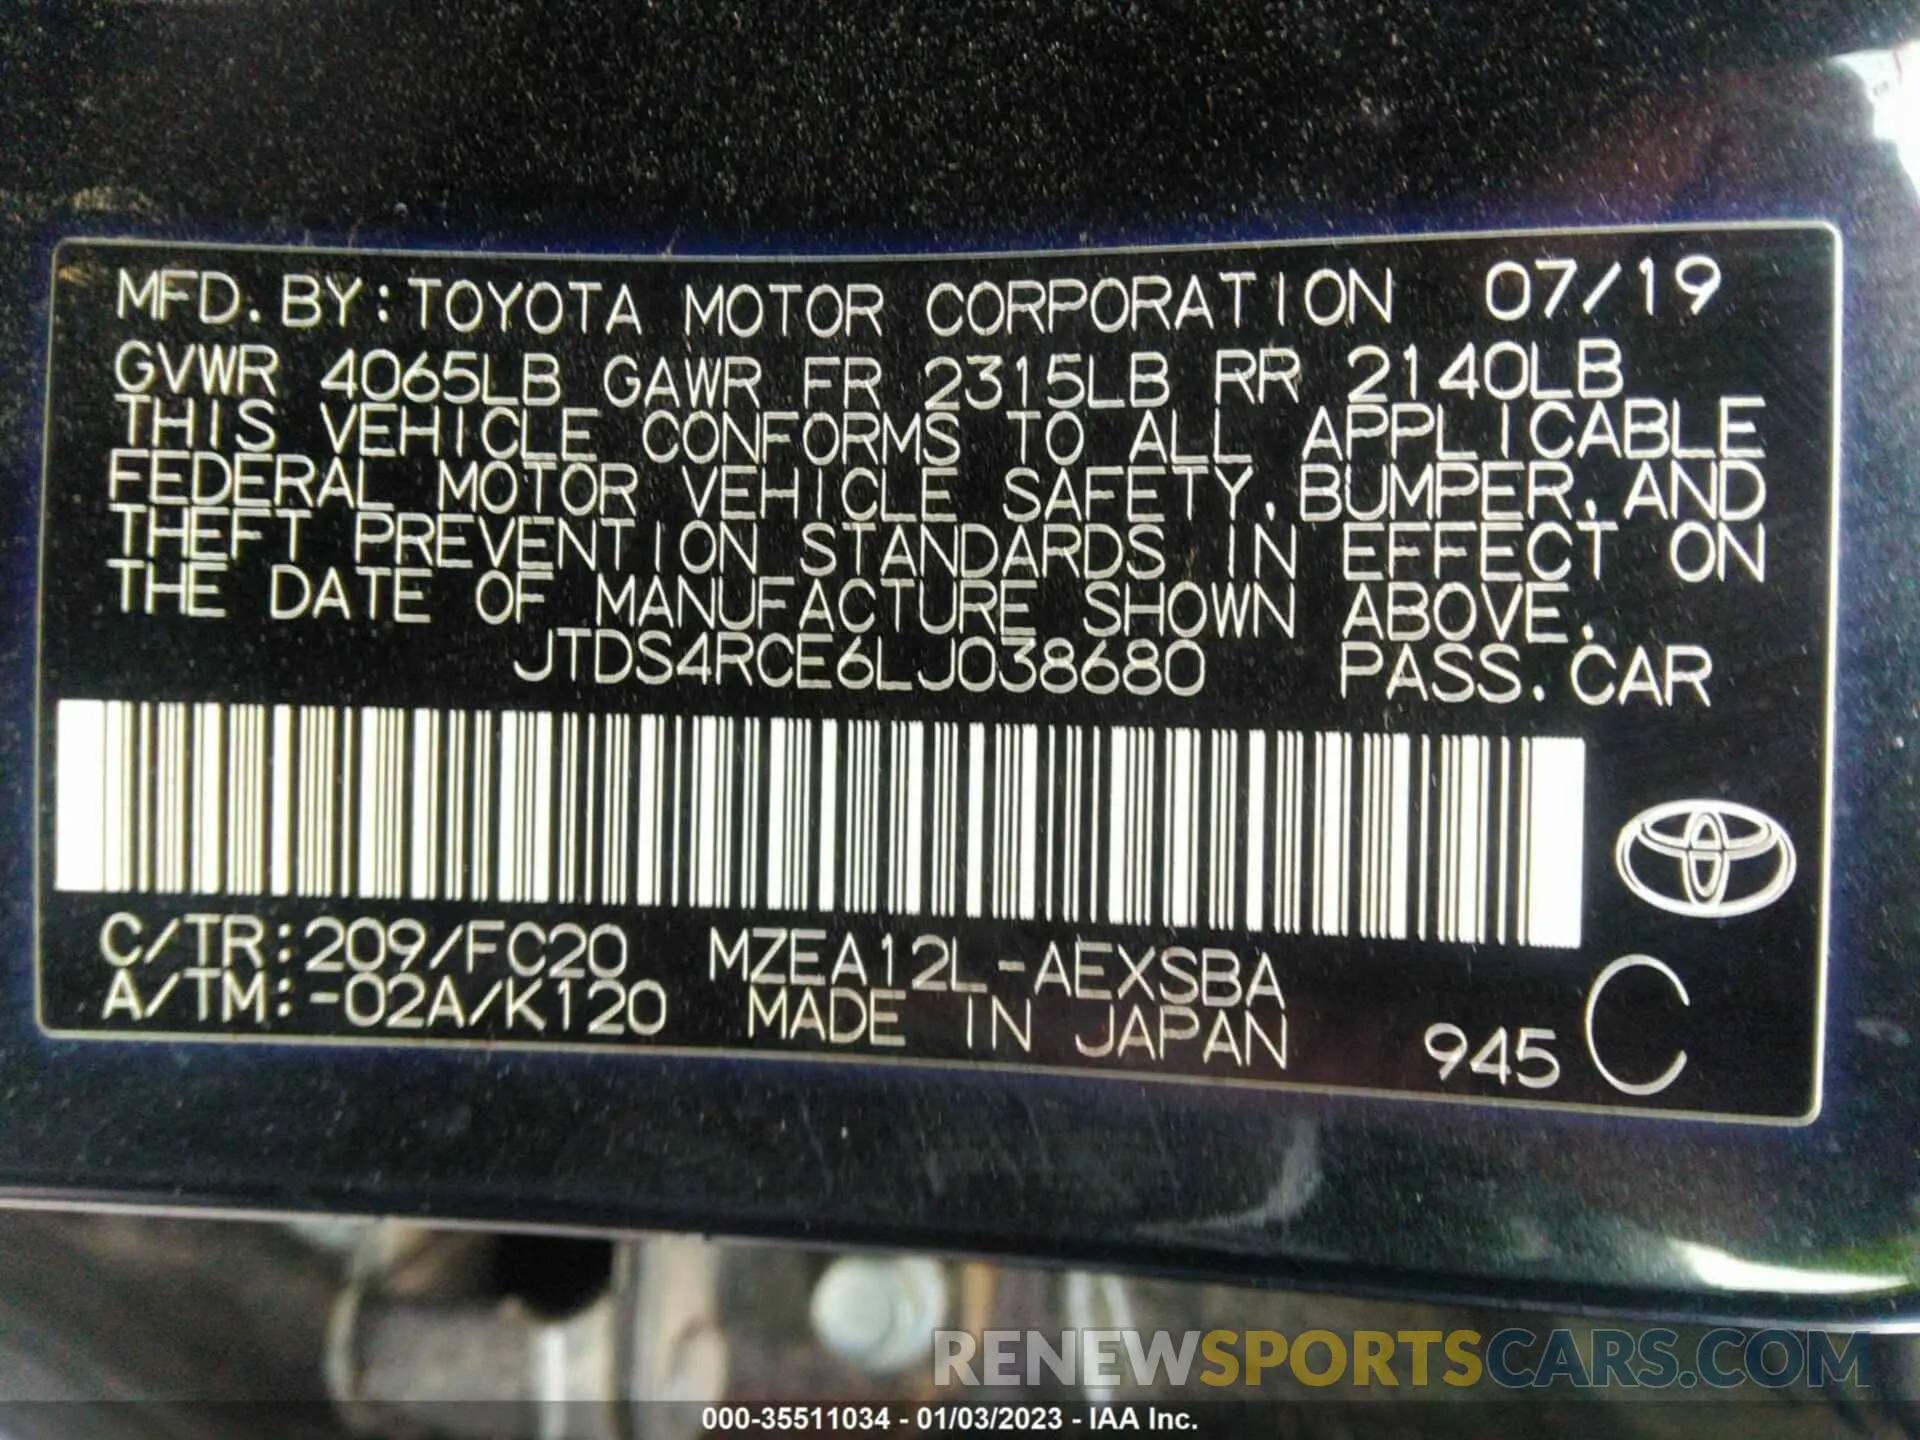 MFD. BY: TOYOTA MOTOR CORPORATION 07/19
GVWR 4065LB GAWR FR 2315LB RR 2140LB
THIS VEHICLE CONFORMS TO ALL APPLICABLE
FEDERAL MOTOR VEHICLE SAFETY, BUMPER, AND
THEFT PREVENTION STANDARDS IN EFFECT ON
THE DATE OF MANUFACTURE SHOWN ABOVE.
JTDS4RCE6LJ038680 PASS. CAR
C/TR: 209/FC20 MZEA12L-AEXSBA
A/TM: -02A/K120 MADE IN JAPAN 945 C
RENEWSPORTSCARS.COM
000-35511034 - 01/03/2023 - IAA Inc.